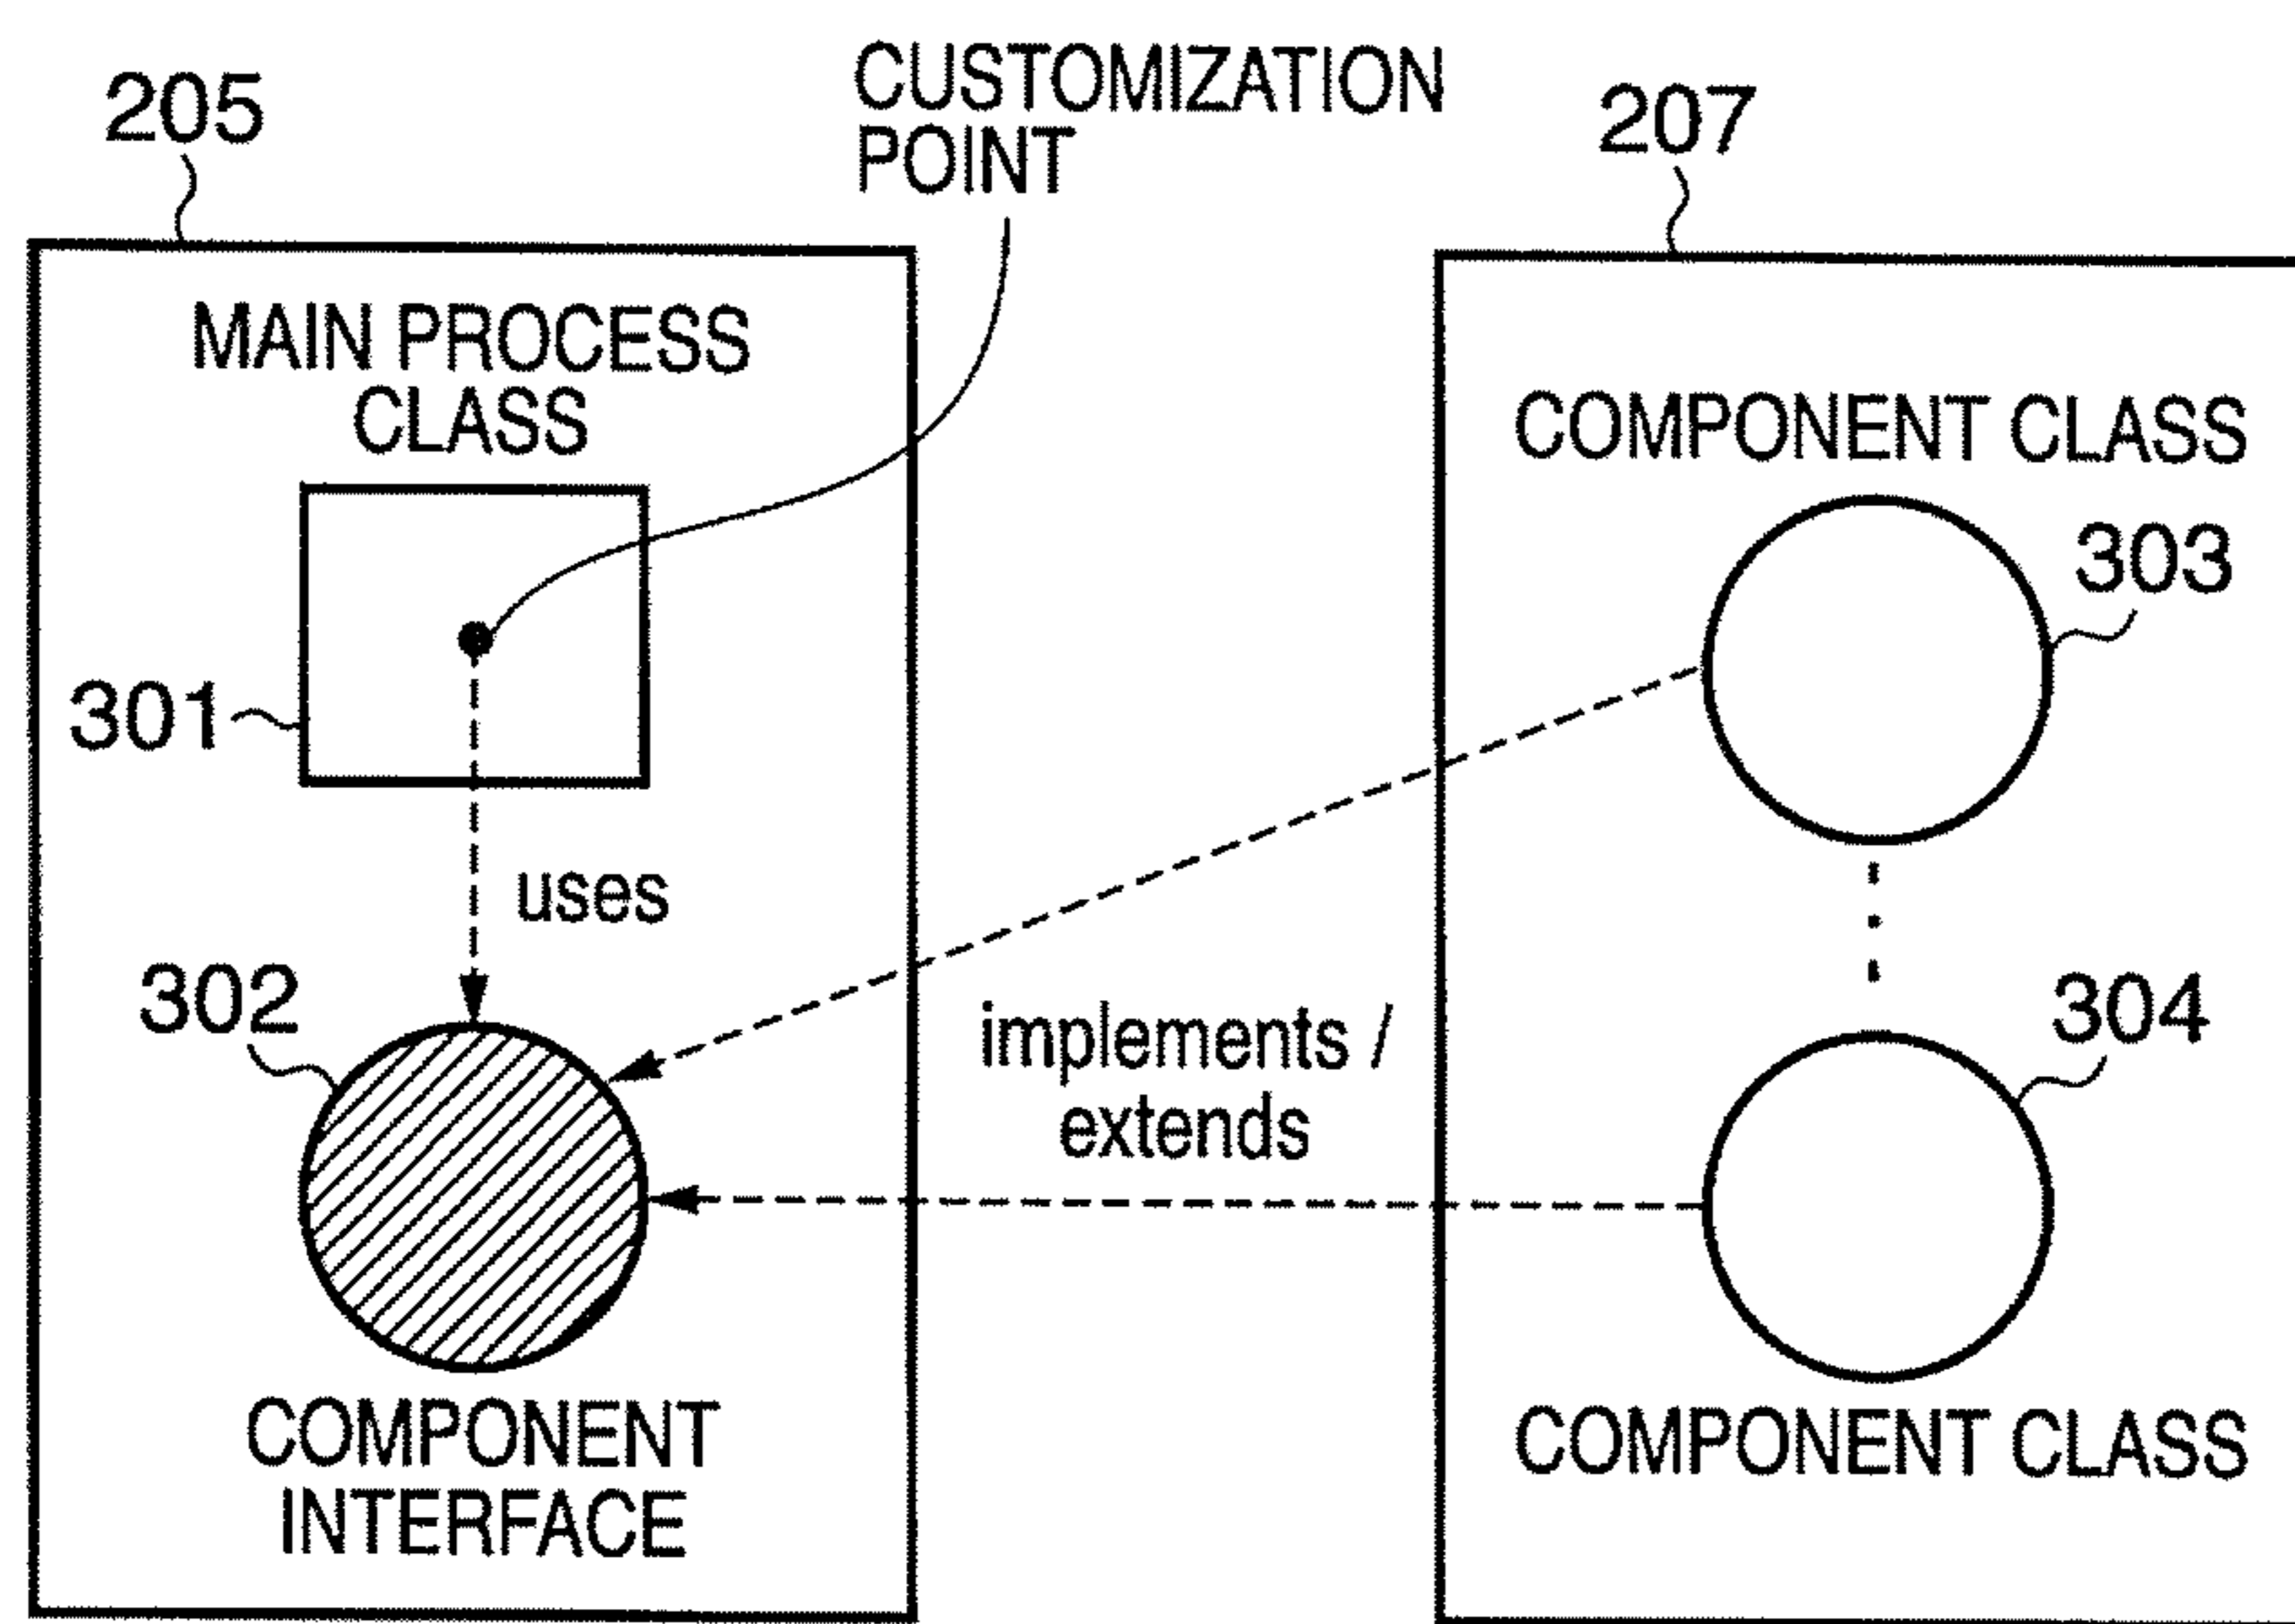 CUSTOMIZATION
POINT
205
207
MAIN PROCESS
CLASS
COMPONENT CLASS
303
301
uses
302
implements /
extends
304
COMPONENT
INTERFACE
COMPONENT CLASS